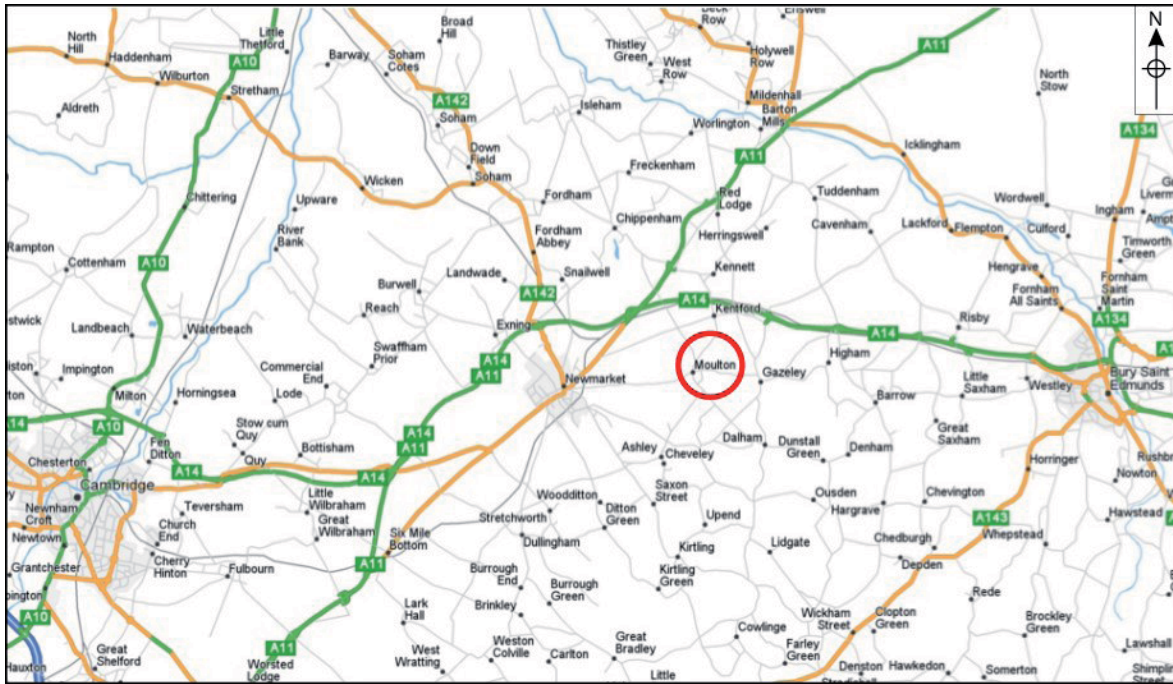 North
Hill
Haddenham
Wilburton
Aldreth
Stretham
Little
Thetford
A10
Barway
Soham
Cotes
Broad
Hill
A142
Soham
Down
Field
Soham
Wicken
Thistley
Green
West
Row
Isleham
Row
Holywell
Row
Mildenhall
Barton
Mills
Worlington
A11
A11
North
Stow
N
A134
Icklingham
Freckenham
Fordham
Chippenham
Red
Lodge
Tuddenham
Cavenham
Herringswell
Lackford
Flempton
Wordwell
Culford
Ingham
Timworth
Green
Chittering
Upware
River
Bank
Rampton
Cottenham
A10
Fordham
Abbey
Landwade
Snailwell
Kennett
Hengrave
Fornham
All Saints
Fornham
Saint
Martin
A134
Burwell
Reach
A142
Exning
A14
Kentford
A14
Risby
Landbeach
Waterbeach
Swaffham
Prior
A14
A11
Impington
Milton
Horningsea
Commercial
End
Lode
Newmarket
Moulton
Gazeley
Higham
Barrow
Little
Saxham
Westley
Bury Saint
Edmunds
A14
A10
Fen
Ditton
Stow cum
Quy
Quy
Bottisham
A14
A11
A14
A14
Ashley
Cheveley
Dalham
Dunstall
Green
Denham
Great
Saxham
Horringer
Nowton
Chesterton
Cambridge
Newnham
Croft
Newtown
Grantchester
Teversham
Church
End
Cherry
Hinton
Fulbourn
Little
Wilbraham
Great
Wilbraham
Six Mile
Bottom
A11
Woodditton
Stretchworth
Dullingham
Ditton
Green
Saxon
Street
Upend
Kirtling
Kirtling
Green
Ousden
Hargrave
Lidgate
Chevington
A143
Whepstead
Hawstead
Chedburgh
Depden
A10
Great
Shelford
Hauxton
A11
Worsted
Lodge
Lark
Hall
West
Wratting
Burrough
End
Burrough
Green
Brinkley
Weston
Colville
Carlton
Great
Bradley
Little
Cowlinge
Wickham
Street
Farley
Green
Clopton
Green
Denston
Hawkedon
Rede
Brockley
Green
Somerton
Lawshall